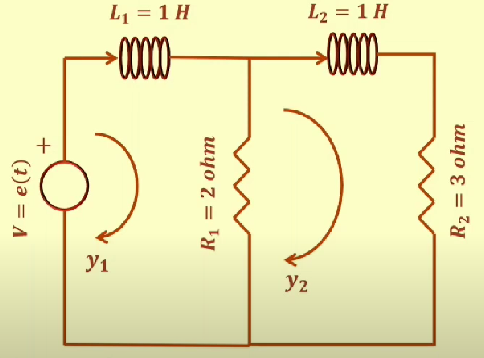 L₁ = 1 H
L₂ = 1 H
+
V = e(t)
R₁ = 2 ohm
R₂ = 3 ohm
y₁
y₂